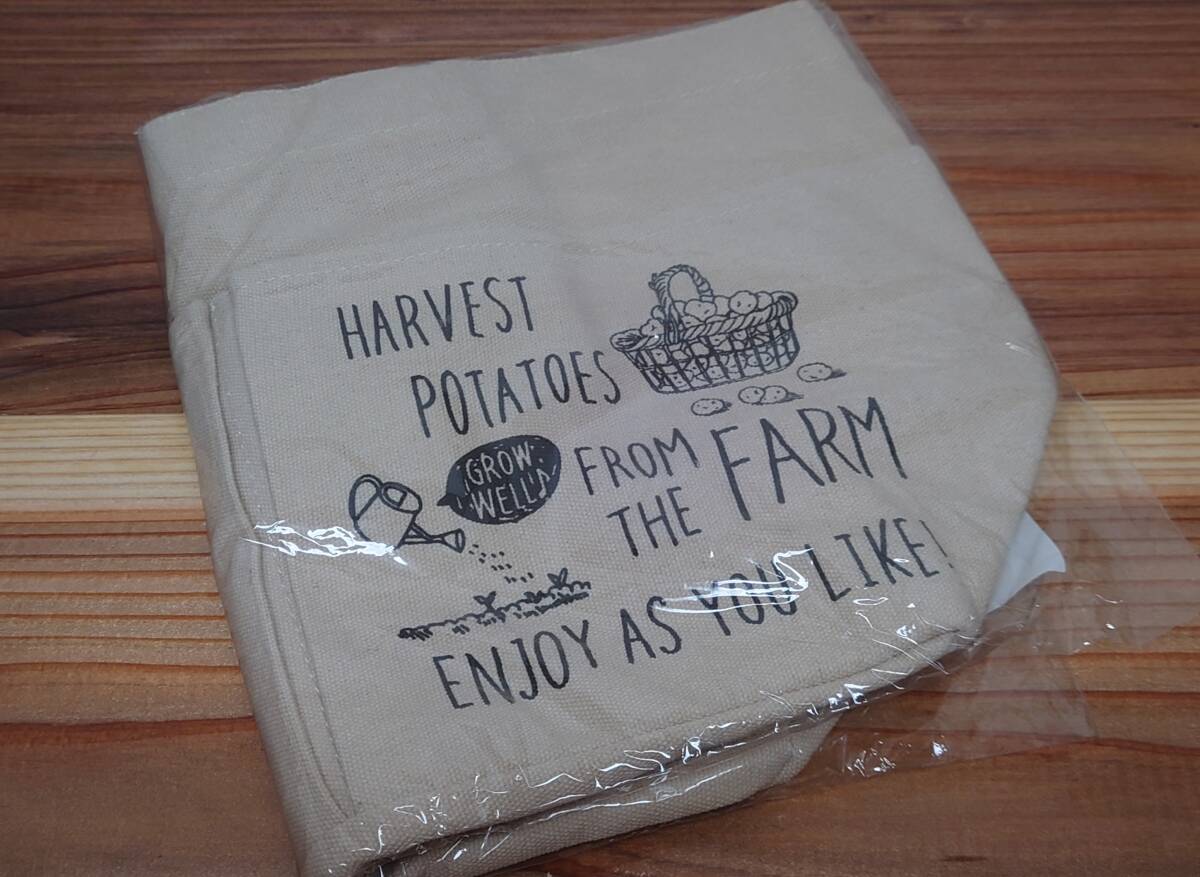 HARVEST
POTATOES
GROW
WELL♪
FROM
THE FARM
ENJOY AS YOU LIKE!